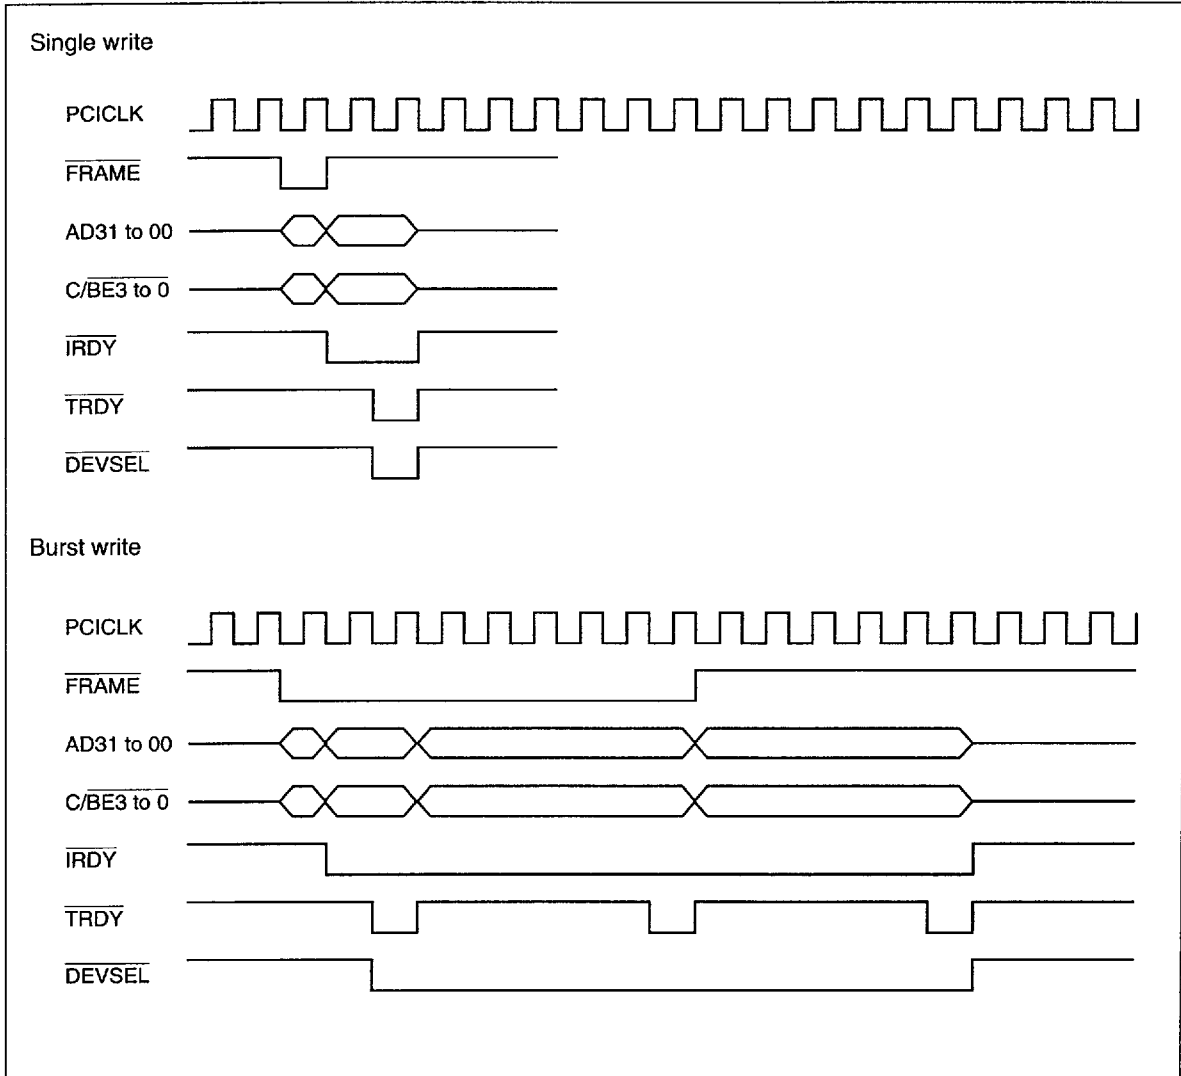 Single write
PCICLK
FRAME
AD31 to 00
C/BE3 to 0
IRDY
TRDY
DEVSEL
Burst write
PCICLK
FRAME
AD31 to 00
C/BE3 to 0
IRDY
TRDY
DEVSEL